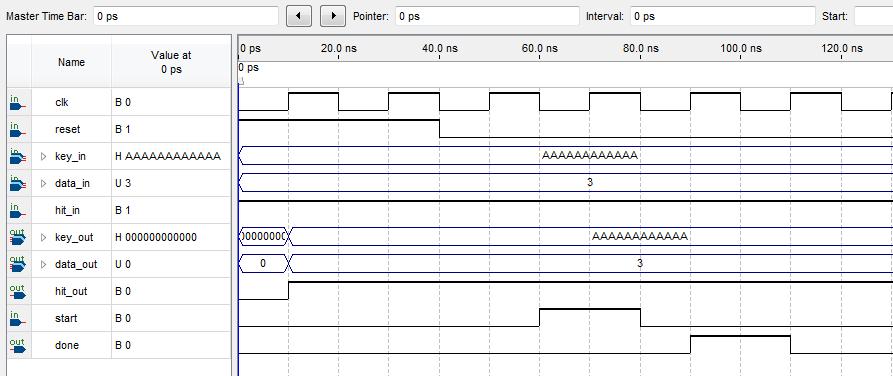 Master Time Bar: 0 ps Pointer: 0 ps Interval: 0 ps Start:
Name Value at 0 ps
0 ps 20.0 ns 40.0 ns 60.0 ns 80.0 ns 100.0 ns 120.0 ns
0 ps
in clk B 0
in reset B 1
in key_in H AAAAAAAAAAAA AAAAAAAAAAAA
in data_in U 3 3
in hit_in B 1
out key_out H 000000000000 AAAAAAAAAAAA
out data_out U 0 0 3
out hit_out B 0
in start B 0
out done B 0